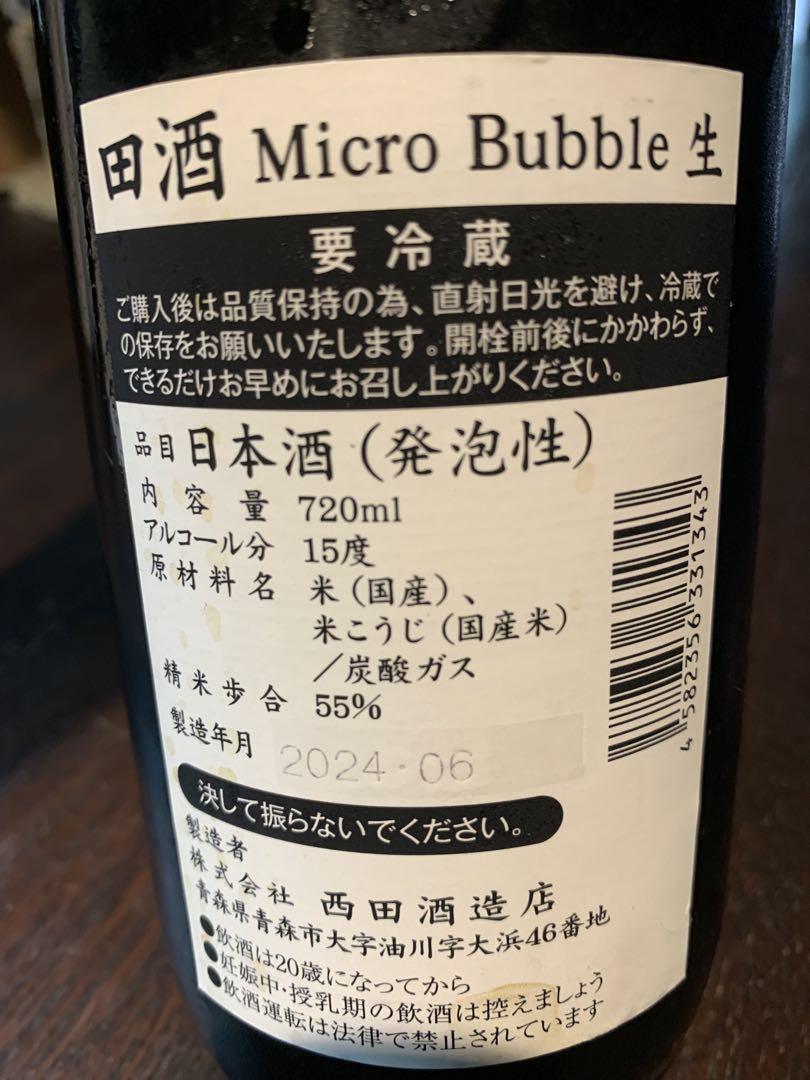 田酒 Micro Bubble 生
要冷蔵
ご購入後は品質保持の為、直射日光を避け、冷蔵で
の保存をお願いいたします。開栓前後にかかわらず、
できるだけお早めにお召し上がりください。
品目 日本酒(発泡性)
内容量 720ml
アルコール分 15度
原材料名 米(国産)、
米こうじ(国産米)
/炭酸ガス
精米歩合 55%
製造年月 2024・06
決して振らないでください。
製造者
株式会社 西田酒造店
青森県青森市大字油川字大浜46番地
●飲酒は20歳になってから
●妊娠中・授乳期の飲酒は控えましょう
●飲酒運転は法律で禁止されています
4582356331343